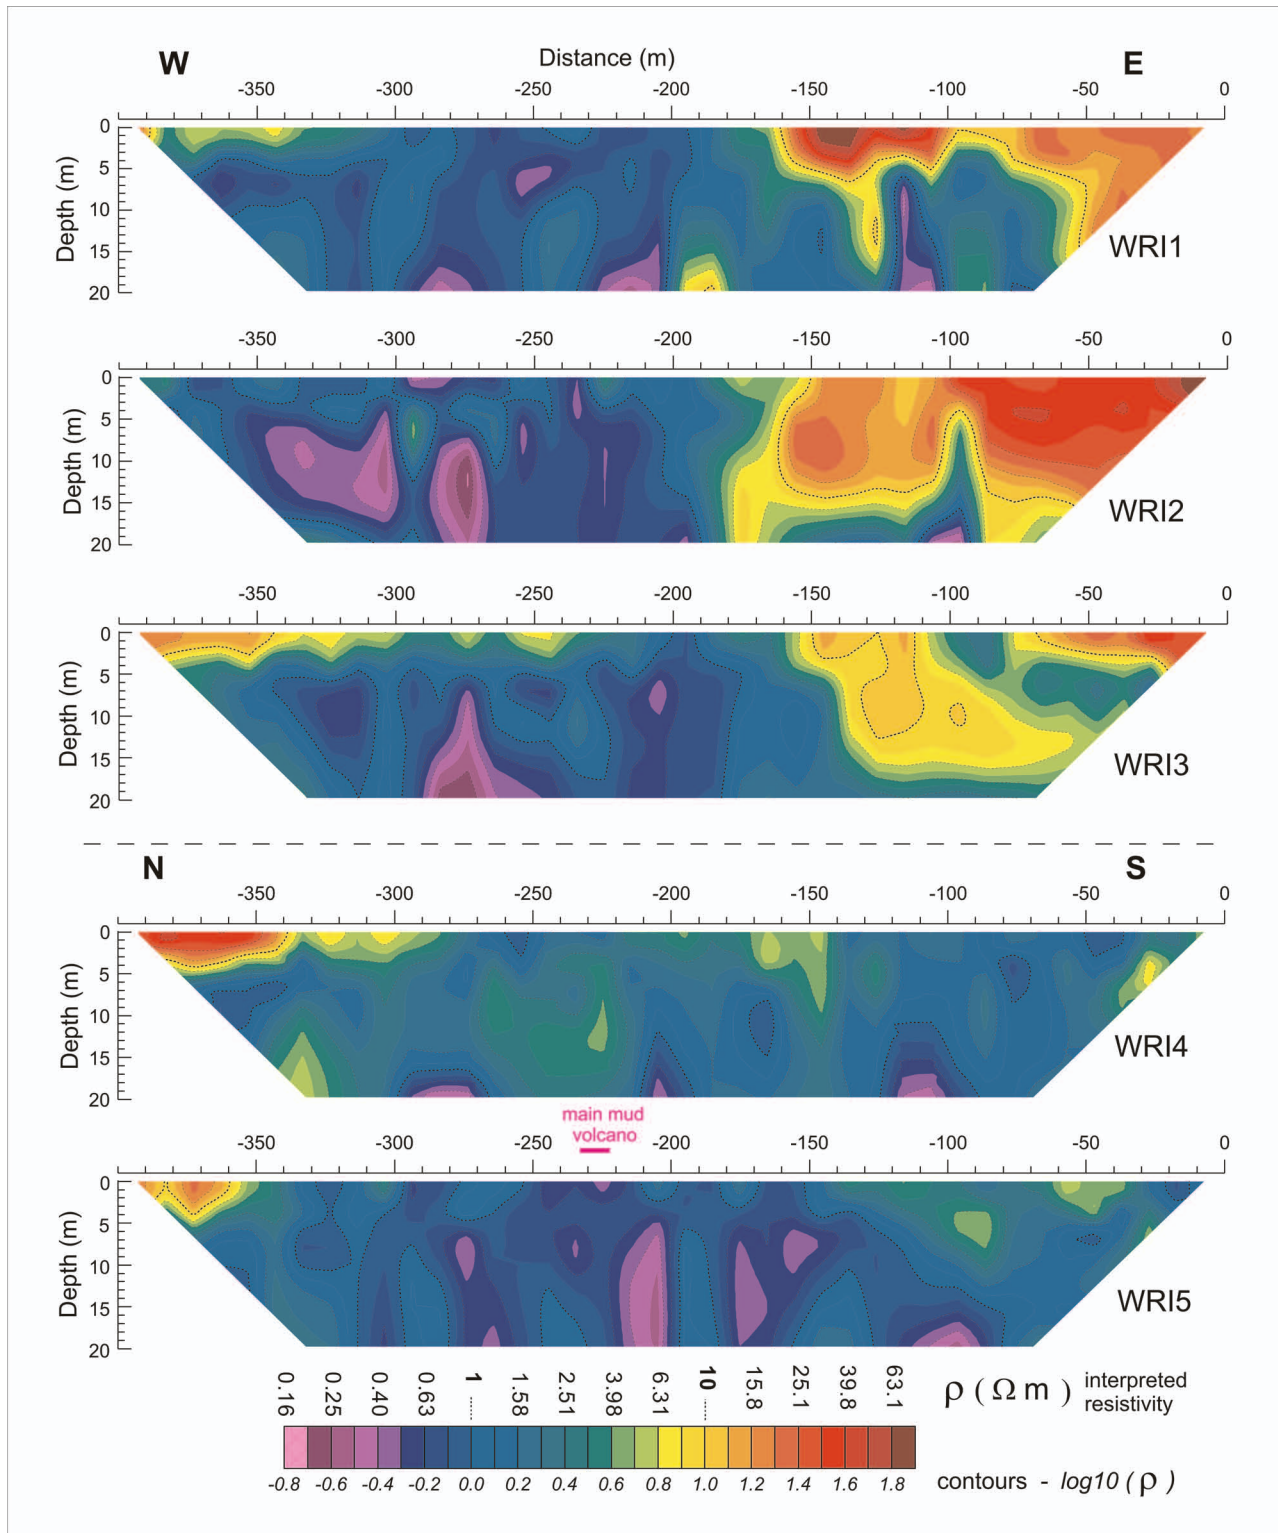 W Distance (m) E
-350 -300 -250 -200 -150 -100 -50 0
0
5
10
15
20
Depth (m)
WRI1
-350 -300 -250 -200 -150 -100 -50 0
0
5
10
15
20
Depth (m)
WRI2
-350 -300 -250 -200 -150 -100 -50 0
0
5
10
15
20
Depth (m)
WRI3
N S
-350 -300 -250 -200 -150 -100 -50 0
0
5
10
15
20
Depth (m)
WRI4
main mud
volcano
-350 -300 -250 -200 -150 -100 -50 0
0
5
10
15
20
Depth (m)
WRI5
0.16 0.25 0.40 0.63 1 1.58 2.51 3.98 6.31 10 15.8 25.1 39.8 63.1
ρ (Ω m) interpreted
resistivity
-0.8 -0.6 -0.4 -0.2 0.0 0.2 0.4 0.6 0.8 1.0 1.2 1.4 1.6 1.8
contours - log10 ( ρ )